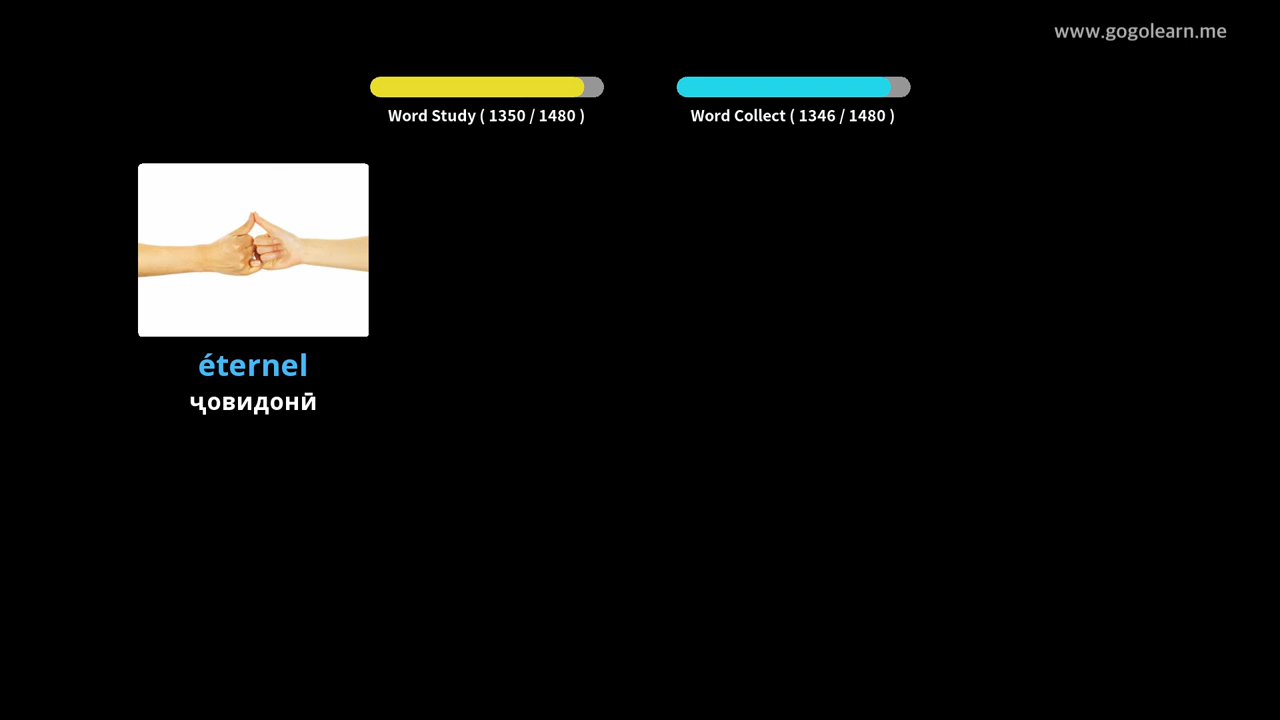 www.gogolearn.me
Word Study ( 1350 / 1480 )
Word Collect ( 1346 / 1480 )
éternel
ҷовидонӣ